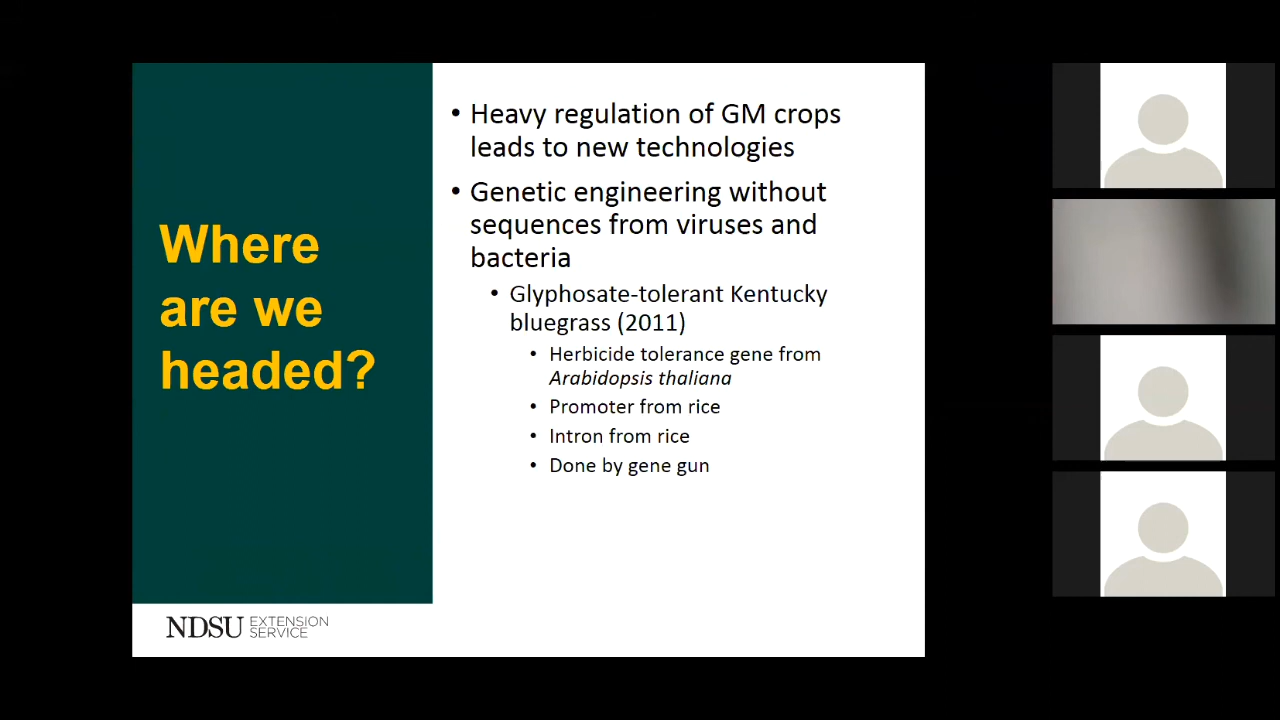 Where
are we
headed?
• Heavy regulation of GM crops
leads to new technologies
• Genetic engineering without
sequences from viruses and
bacteria
• Glyphosate-tolerant Kentucky
bluegrass (2011)
• Herbicide tolerance gene from
Arabidopsis thaliana
• Promoter from rice
• Intron from rice
• Done by gene gun
NDSU EXTENSION
SERVICE